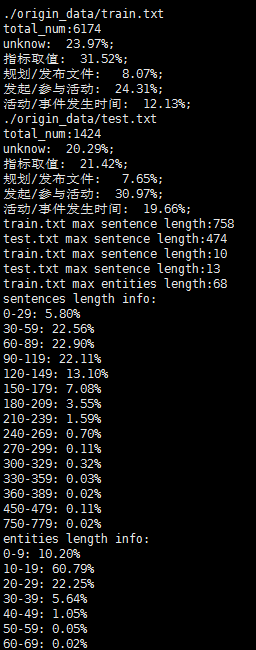 ./origin_data/train.txt
total_num:6174
unknow:  23.97%;
指标取值:  31.52%;
规划/发布文件:   8.07%;
发起/参与活动:  24.31%;
活动/事件发生时间:  12.13%;
./origin_data/test.txt
total_num:1424
unknow:  20.29%;
指标取值:  21.42%;
规划/发布文件:   7.65%;
发起/参与活动:  30.97%;
活动/事件发生时间:  19.66%;
train.txt max sentence length:758
test.txt max sentence length:474
train.txt max sentence length:10
test.txt max sentence length:13
train.txt max entities length:68
sentences length info:
0-29: 5.80%
30-59: 22.56%
60-89: 22.90%
90-119: 22.11%
120-149: 13.10%
150-179: 7.08%
180-209: 3.55%
210-239: 1.59%
240-269: 0.70%
270-299: 0.11%
300-329: 0.32%
330-359: 0.03%
360-389: 0.02%
450-479: 0.11%
750-779: 0.02%
entities length info:
0-9: 10.20%
10-19: 60.79%
20-29: 22.25%
30-39: 5.64%
40-49: 1.05%
50-59: 0.05%
60-69: 0.02%